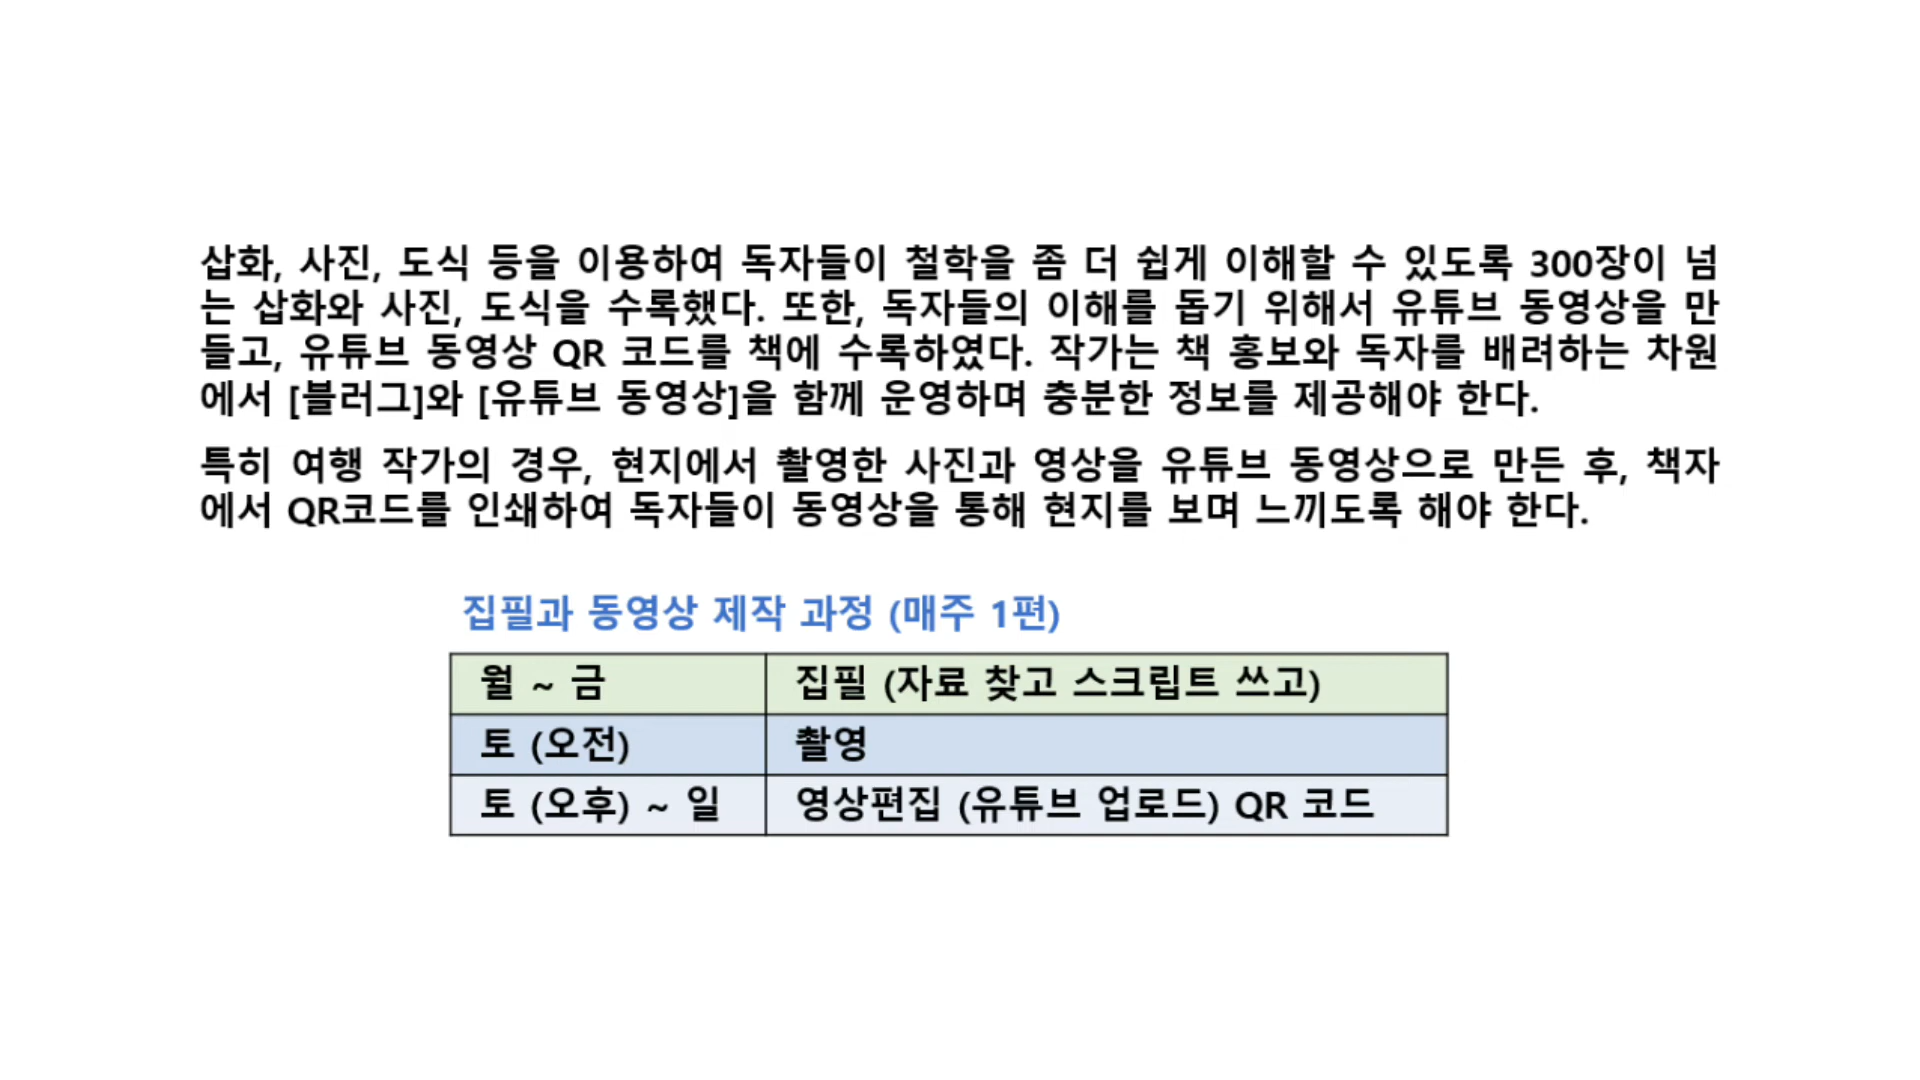 삽화, 사진, 도식 등을 이용하여 독자들이 철학을 좀 더 쉽게 이해할 수 있도록 300장이 넘
는 삽화와 사진, 도식을 수록했다. 또한, 독자들의 이해를 돕기 위해서 유튜브 동영상을 만
들고, 유튜브 동영상 QR 코드를 책에 수록하였다. 작가는 책 홍보와 독자를 배려하는 차원
에서 [블러그]와 [유튜브 동영상]을 함께 운영하며 충분한 정보를 제공해야 한다.
특히 여행 작가의 경우, 현지에서 촬영한 사진과 영상을 유튜브 동영상으로 만든 후, 책자
에서 QR코드를 인쇄하여 독자들이 동영상을 통해 현지를 보며 느끼도록 해야 한다.
집필과 동영상 제작 과정 (매주 1편)
월 ~ 금 집필 (자료 찾고 스크립트 쓰고)
토 (오전) 촬영
토 (오후) ~ 일 영상편집 (유튜브 업로드) QR 코드